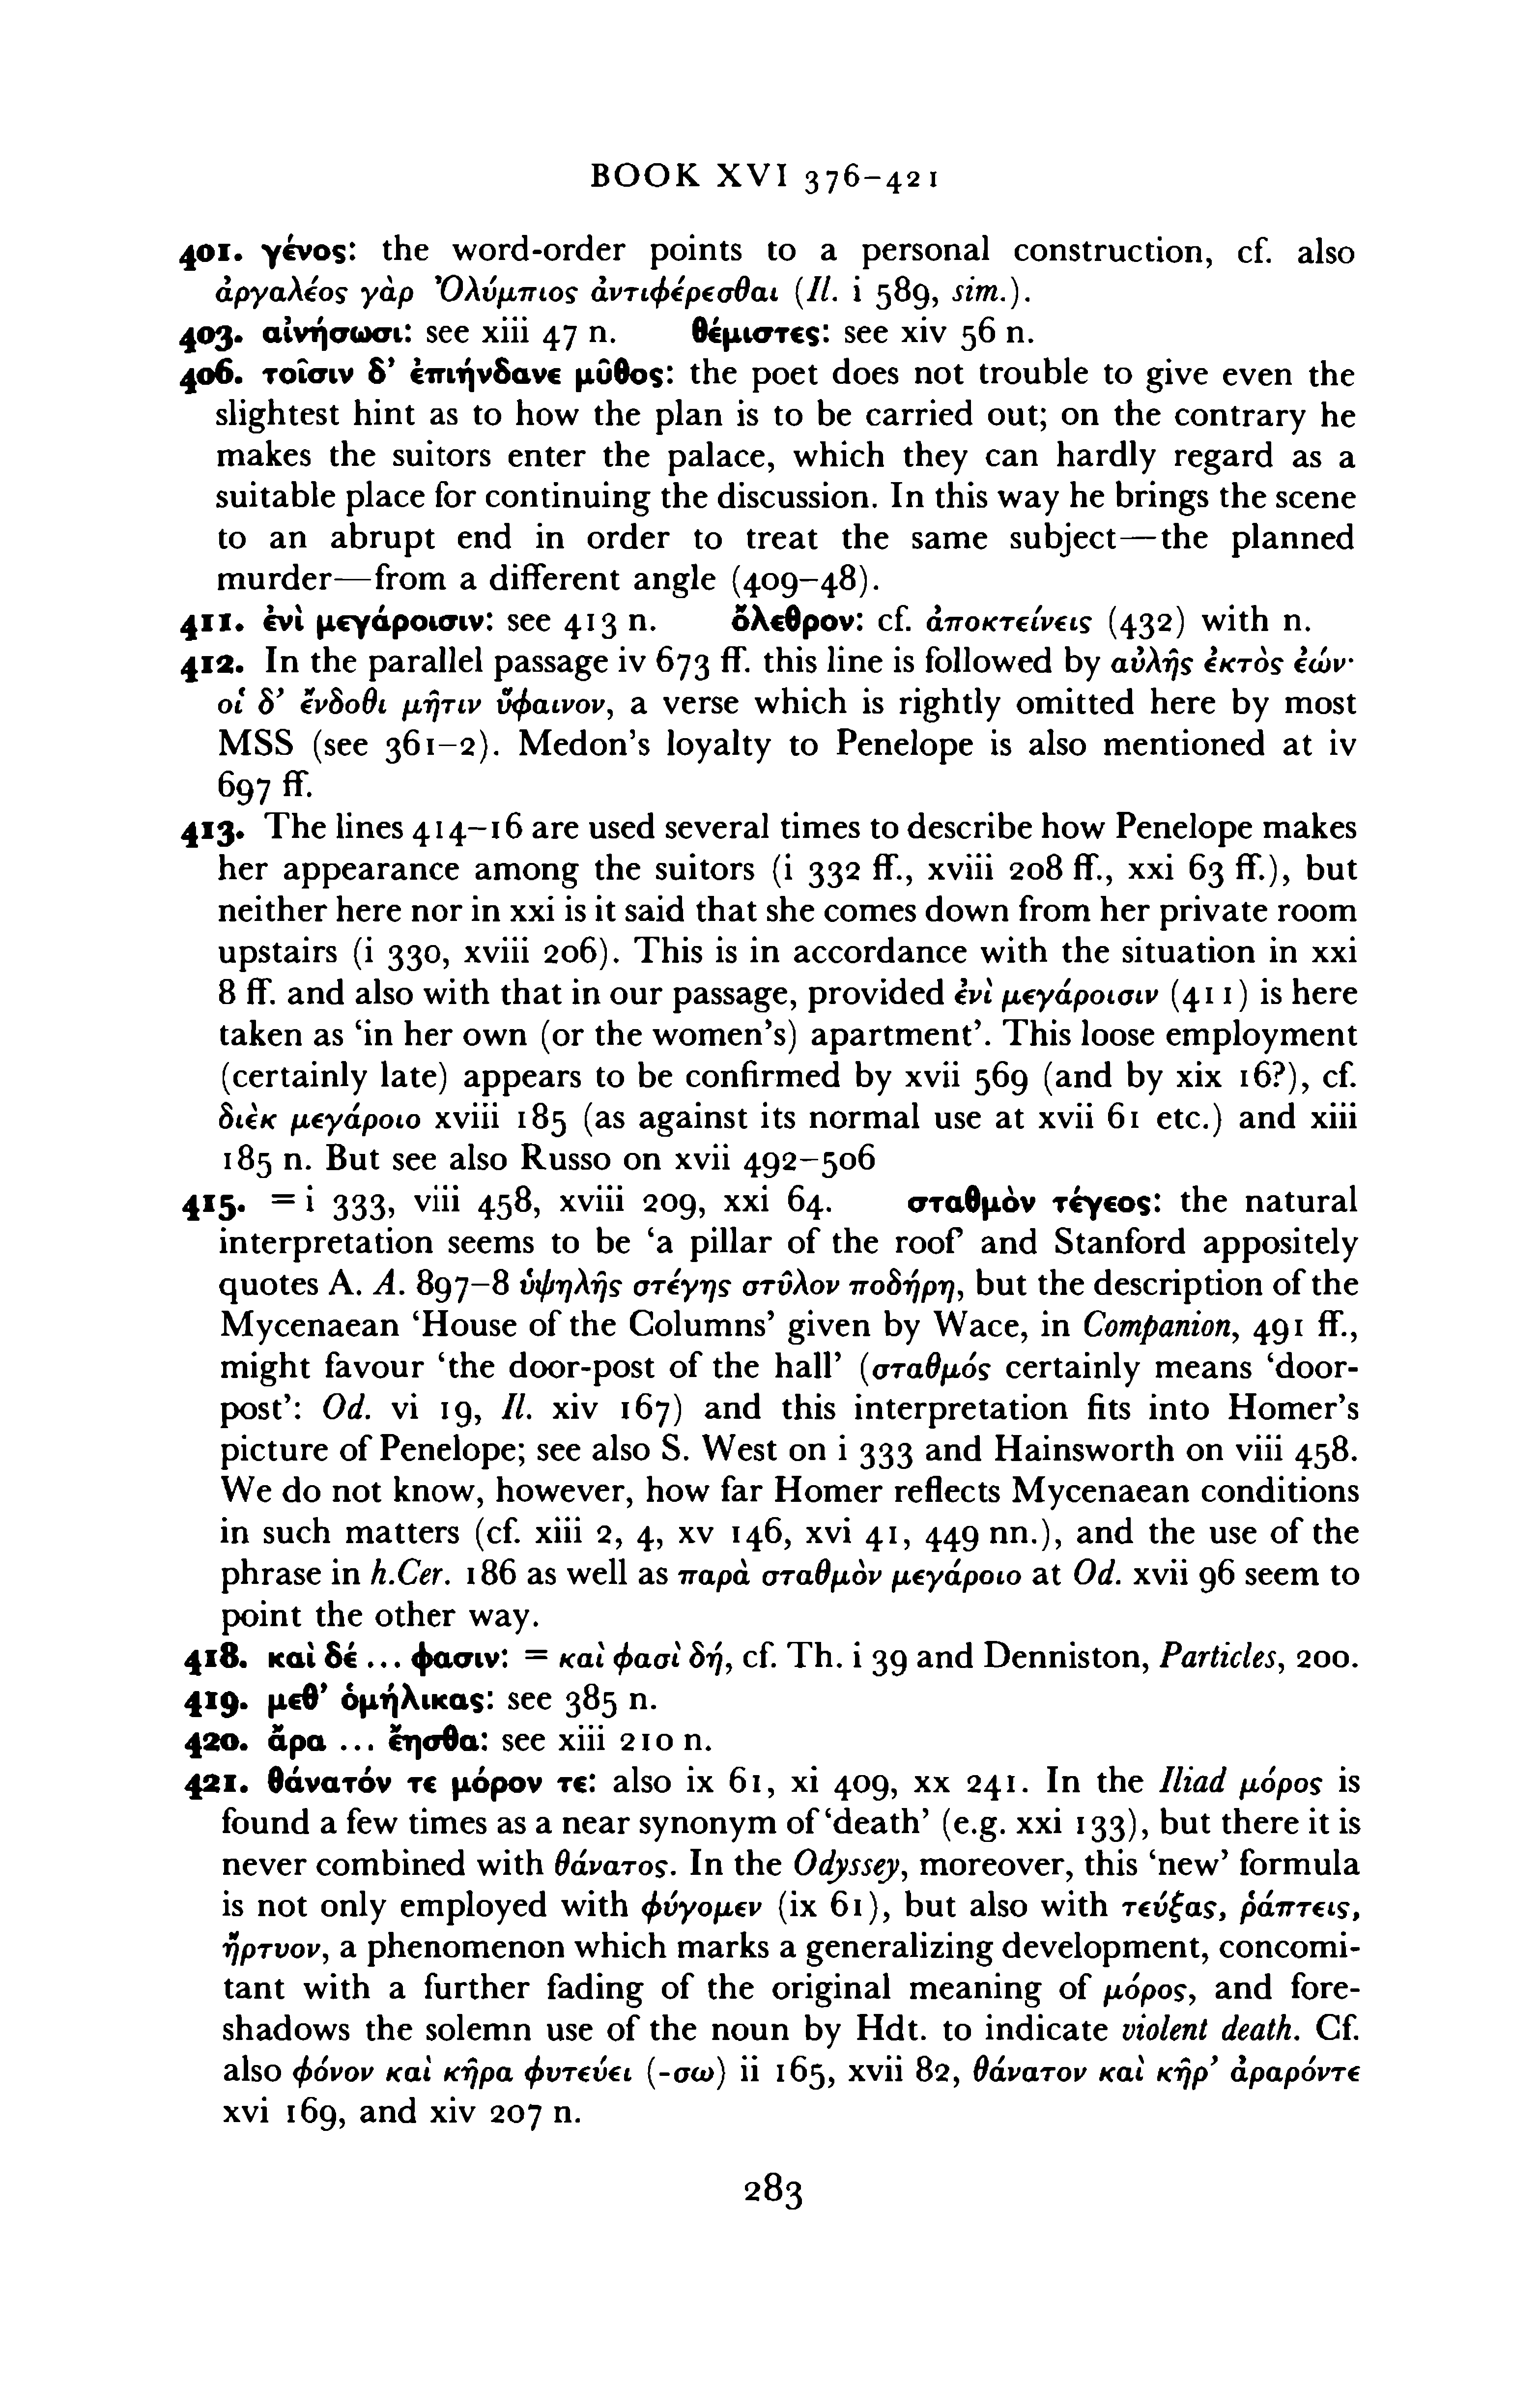 BOOK XVI 376–421
401. γένος: the word-order points to a personal construction, cf. also
ἀργαλέος γὰρ Ὀλύμπιος ἀντιφέρεσθαι (Il. i 589, sim.).
403. αἰνήσωσι: see xiii 47 n. θέμιστες: see xiv 56 n.
406. τοῖσιν δ’ ἐπιήνδανε μῦθος: the poet does not trouble to give even the
slightest hint as to how the plan is to be carried out; on the contrary he
makes the suitors enter the palace, which they can hardly regard as a
suitable place for continuing the discussion. In this way he brings the scene
to an abrupt end in order to treat the same subject—the planned
murder—from a different angle (409–48).
411. ἐνὶ μεγάροισιν: see 413 n. ὄλεθρον: cf. ἀποκτείνεις (432) with n.
412. In the parallel passage iv 673 ff. this line is followed by αὐλῆς ἐκτὸς ἐών·
οἱ δ’ ἔνδοθι μῆτιν ὕφαινον, a verse which is rightly omitted here by most
MSS (see 361–2). Medon’s loyalty to Penelope is also mentioned at iv
697 ff.
413. The lines 414–16 are used several times to describe how Penelope makes
her appearance among the suitors (i 332 ff., xviii 208 ff., xxi 63 ff.), but
neither here nor in xxi is it said that she comes down from her private room
upstairs (i 330, xviii 206). This is in accordance with the situation in xxi
8 ff. and also with that in our passage, provided ἐνὶ μεγάροισιν (411) is here
taken as ‘in her own (or the women’s) apartment’. This loose employment
(certainly late) appears to be confirmed by xvii 569 (and by xix 16?), cf.
διὲκ μεγάροιο xviii 185 (as against its normal use at xvii 61 etc.) and xiii
185 n. But see also Russo on xvii 492–506
415. = i 333, viii 458, xviii 209, xxi 64. σταθμὸν τέγεος: the natural
interpretation seems to be ‘a pillar of the roof’ and Stanford appositely
quotes A. A. 897–8 ὑψηλῆς στέγης στῦλον ποδήρη, but the description of the
Mycenaean ‘House of the Columns’ given by Wace, in Companion, 491 ff.,
might favour ‘the door-post of the hall’ (σταθμός certainly means ‘door-
post’: Od. vi 19, Il. xiv 167) and this interpretation fits into Homer’s
picture of Penelope; see also S. West on i 333 and Hainsworth on viii 458.
We do not know, however, how far Homer reflects Mycenaean conditions
in such matters (cf. xiii 2, 4, xv 146, xvi 41, 449 nn.), and the use of the
phrase in h.Cer. 186 as well as παρὰ σταθμὸν μεγάροιο at Od. xvii 96 seem to
point the other way.
418. καὶ δέ ... φασιν: = καὶ φασὶ δή, cf. Th. i 39 and Denniston, Particles, 200.
419. μεθ’ ὁμήλικας: see 385 n.
420. ἄρα ... ἔησθα: see xiii 210 n.
421. θάνατόν τε μόρον τε: also ix 61, xi 409, xx 241. In the Iliad μόρος is
found a few times as a near synonym of ‘death’ (e.g. xxi 133), but there it is
never combined with θάνατος. In the Odyssey, moreover, this ‘new’ formula
is not only employed with φύγομεν (ix 61), but also with τεύξας, ῥάπτεις,
ἤρτυον, a phenomenon which marks a generalizing development, concomi-
tant with a further fading of the original meaning of μόρος, and fore-
shadows the solemn use of the noun by Hdt. to indicate violent death. Cf.
also φόνον καὶ κῆρα φυτεύει (-σω) ii 165, xvii 82, θάνατον καὶ κῆρ’ ἀραρόντε
xvi 169, and xiv 207 n.
283